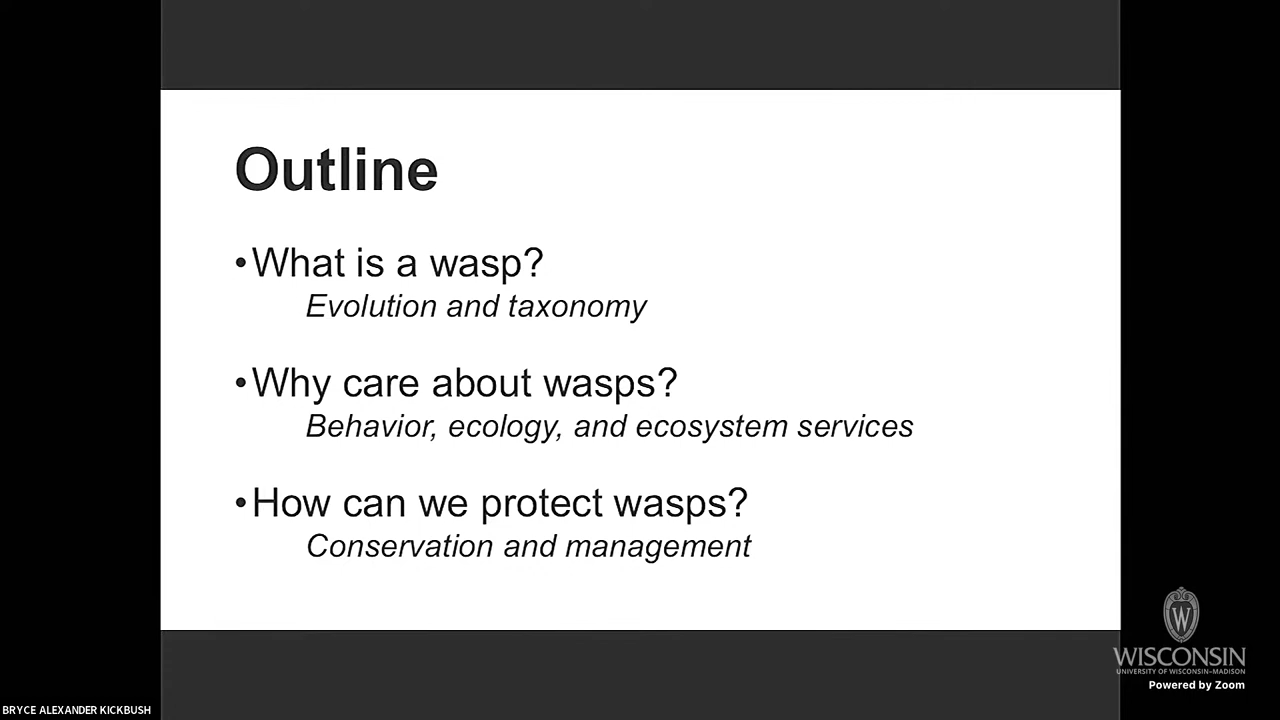 Outline
•What is a wasp?
Evolution and taxonomy
•Why care about wasps?
Behavior, ecology, and ecosystem services
•How can we protect wasps?
Conservation and management
W
WISCONSIN
UNIVERSITY OF WISCONSIN–MADISON
Powered by Zoom
BRYCE ALEXANDER KICKBUSH